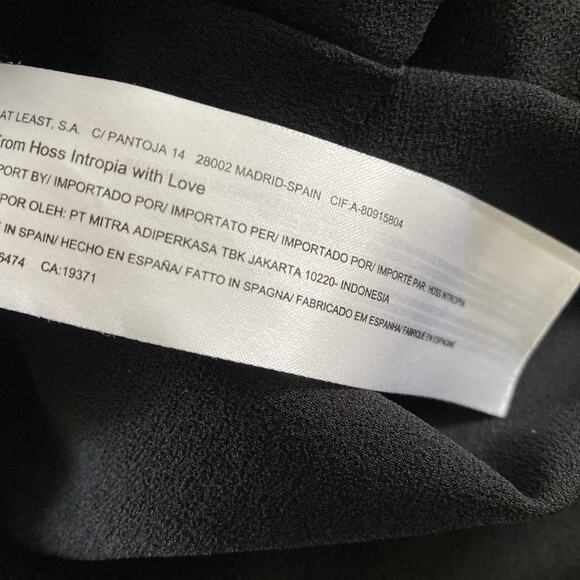 AT LEAST, S.A. C/ PANTOJA 14 28002 MADRID-SPAIN CIF:A-80915804
From Hoss Intropia with Love
PORT BY/ IMPORTADO POR/ IMPORTATO PER/ IMPORTADO POR/ IMPORTÉ PAR: HOSS INTROPIA
POR OLEH: PT MITRA ADIPERKASA TBK JAKARTA 10220- INDONESIA
E IN SPAIN/ HECHO EN ESPAÑA/ FATTO IN SPAGNA/ FABRICADO EM ESPANHA/ FABRIQUÉ EN ESPAGNE
6474 CA:19371